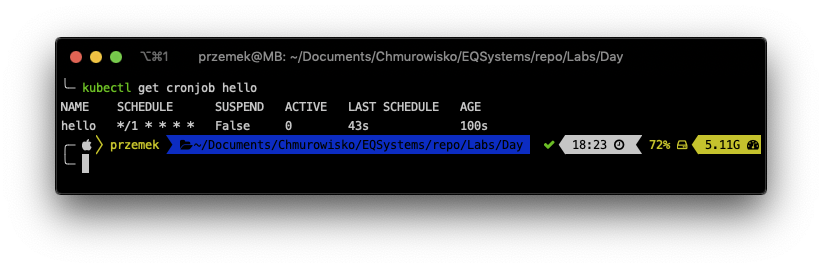 ⌥⌘1 przemek@MB: ~/Documents/Chmurowisko/EQSystems/repo/Labs/Day
kubectl get cronjob hello
NAME SCHEDULE SUSPEND ACTIVE LAST SCHEDULE AGE
hello */1 * * * * False 0 43s 100s
przemek ~/Documents/Chmurowisko/EQSystems/repo/Labs/Day ✔ 18:23 72% 5.11G